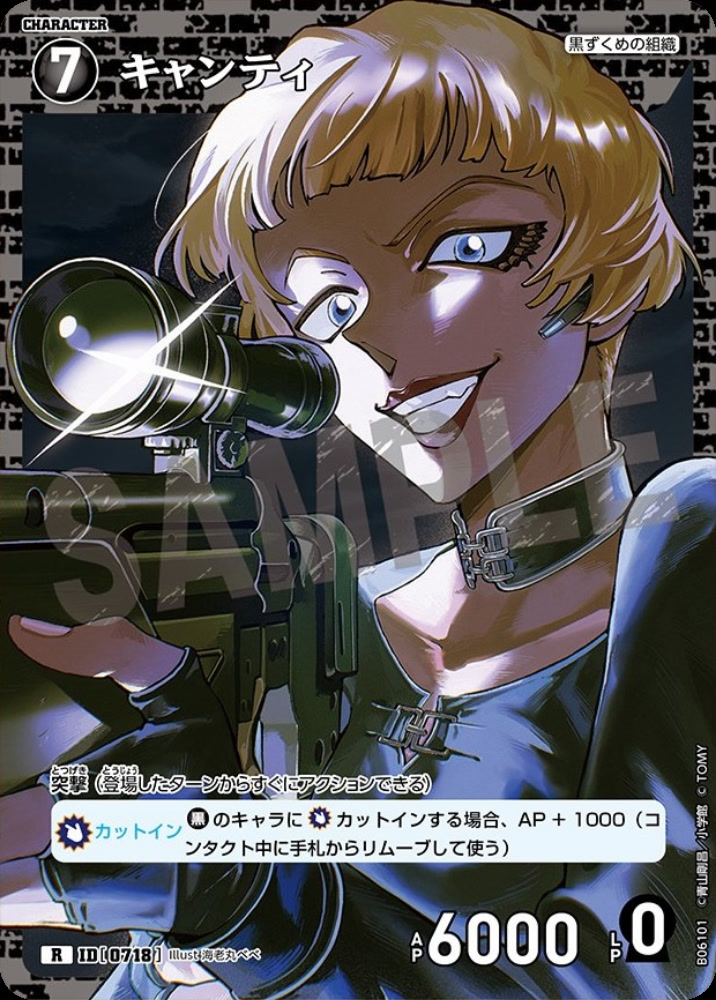 CHARACTER
7
キャンティ
黒ずくめの組織
SAMPLE
とつげき とうじょう
突撃（登場したターンからすぐにアクションできる）
カットイン 黒のキャラに カットインする場合、AP + 1000（コ
ンタクト中に手札からリムーブして使う）
R ID[0718] Illust 海老丸ぺぺ
AP 6000 LP 0
B06101 ©青山剛昌／小学館 © TOMY